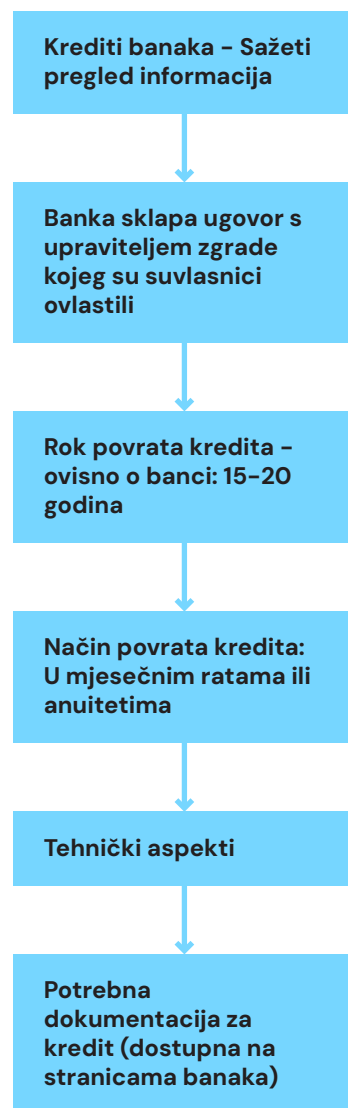 Krediti banaka – Sažeti
pregled informacija
Banka sklapa ugovor s
upraviteljem zgrade
kojeg su suvlasnici
ovlastili
Rok povrata kredita –
ovisno o banci: 15–20
godina
Način povrata kredita:
U mjesečnim ratama ili
anuitetima
Tehnički aspekti
Potrebna
dokumentacija za
kredit (dostupna na
stranicama banaka)